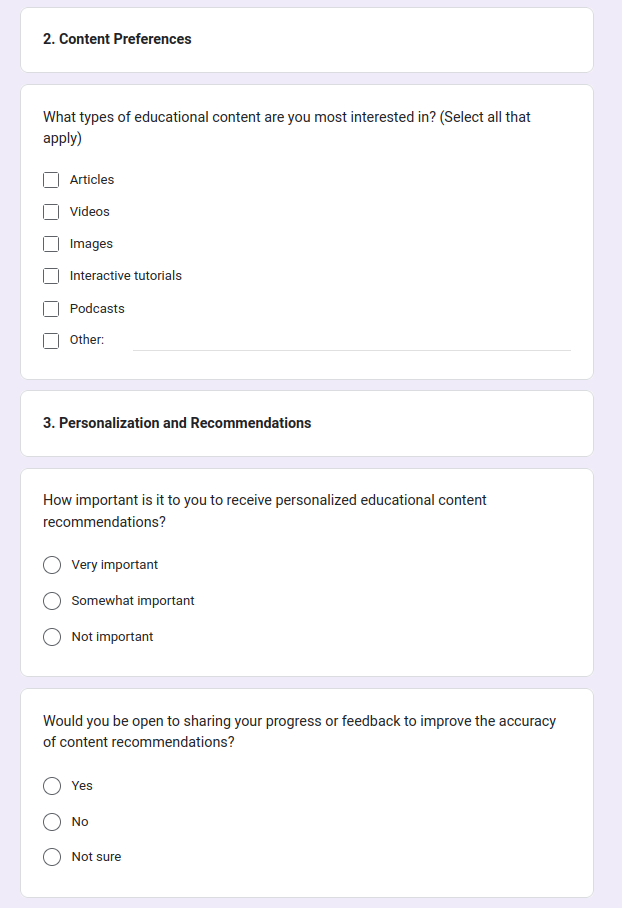 2. Content Preferences
What types of educational content are you most interested in? (Select all that
apply)
Articles
Videos
Images
Interactive tutorials
Podcasts
Other:
3. Personalization and Recommendations
How important is it to you to receive personalized educational content
recommendations?
Very important
Somewhat important
Not important
Would you be open to sharing your progress or feedback to improve the accuracy
of content recommendations?
Yes
No
Not sure